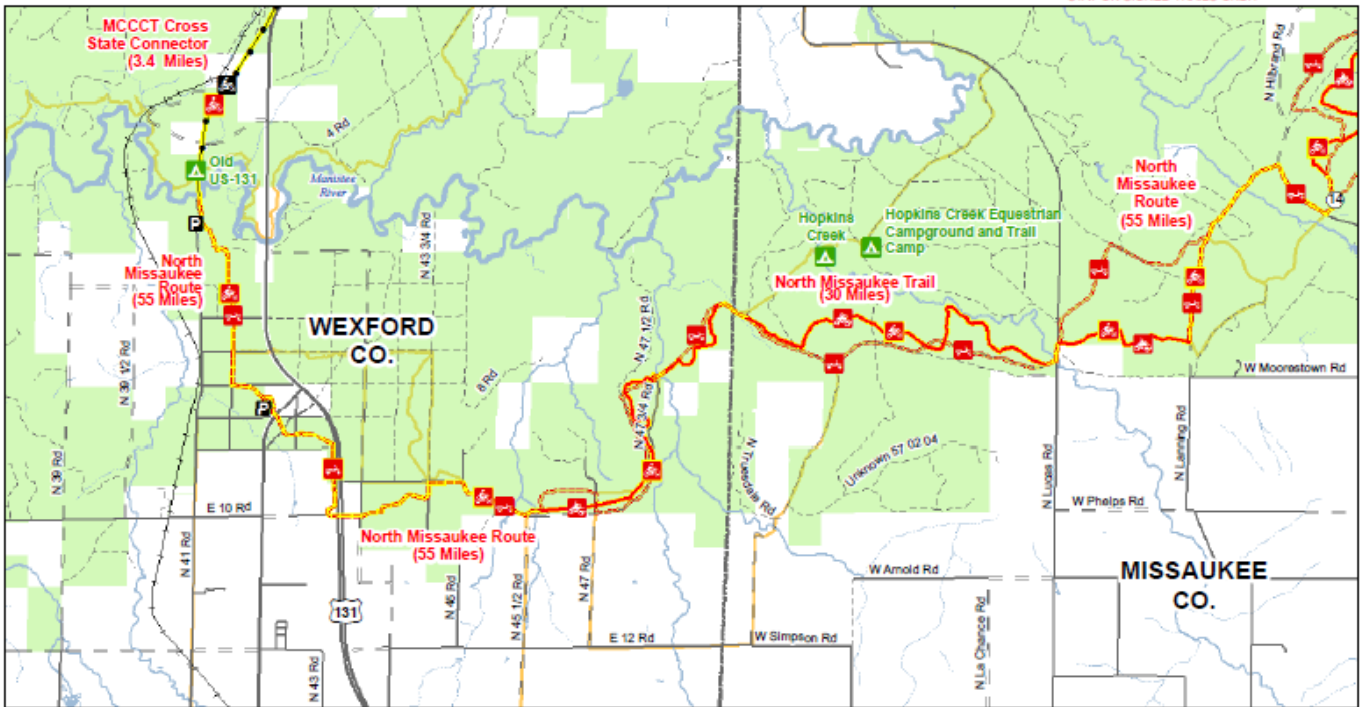 MCCCT Cross
State Connector
(3.4 Miles)
N Hilbrand Rd
4 Rd
Old
US-131
Manistee
River
P
North
Missaukee
Route
(55 Miles)
14
N 43 3/4 Rd
Hopkins
Creek
Hopkins Creek Equestrian
Campground and Trail
Camp
North
Missaukee
Route
(55 Miles)
North Missaukee Trail
(30 Miles)
WEXFORD
CO.
N 47 1/2 Rd
N 39 1/2 Rd
8 Rd
W Moorestown Rd
P
N 47 3/4 Rd
N 39 Rd
N Truesdale Rd
Unknown 57 02 04
N Lucas Rd
N Lanning Rd
E 10 Rd
W Phelps Rd
North Missaukee Route
(55 Miles)
N 41 Rd
N 47 Rd
W Arnold Rd
MISSAUKEE
CO.
131
N 46 Rd
N 45 1/2 Rd
E 12 Rd
W Simpson Rd
N La Chance Rd
N 43 Rd